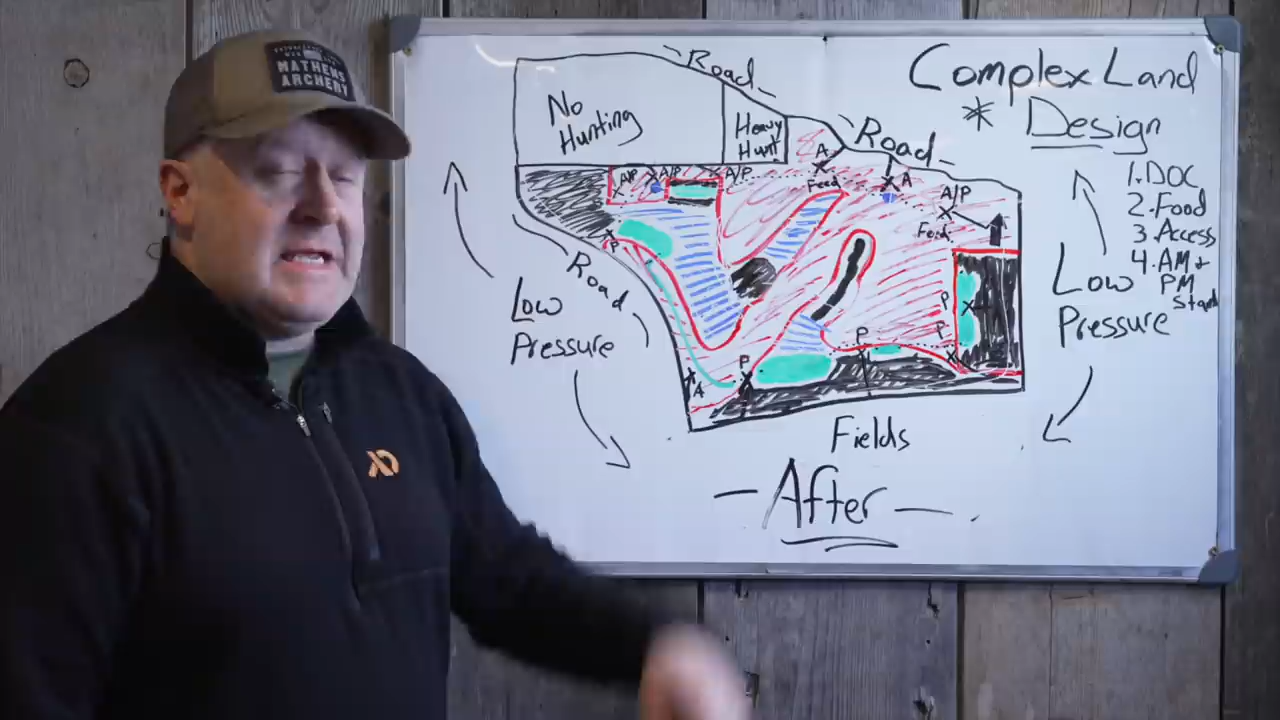 MATHEWS
ARCHERY
Complex Land
* Design
1. DOC
2. Food
3. Access
4. AM +
PM
Stand
Road
No
Hunting
Heavy
Hunt
Road
A
A/P
A/P
A/P
Feed
A
A/P
Feed
P
Road
Low
Pressure
Low
Pressure
P
P
P
P
A
Fields
- After -